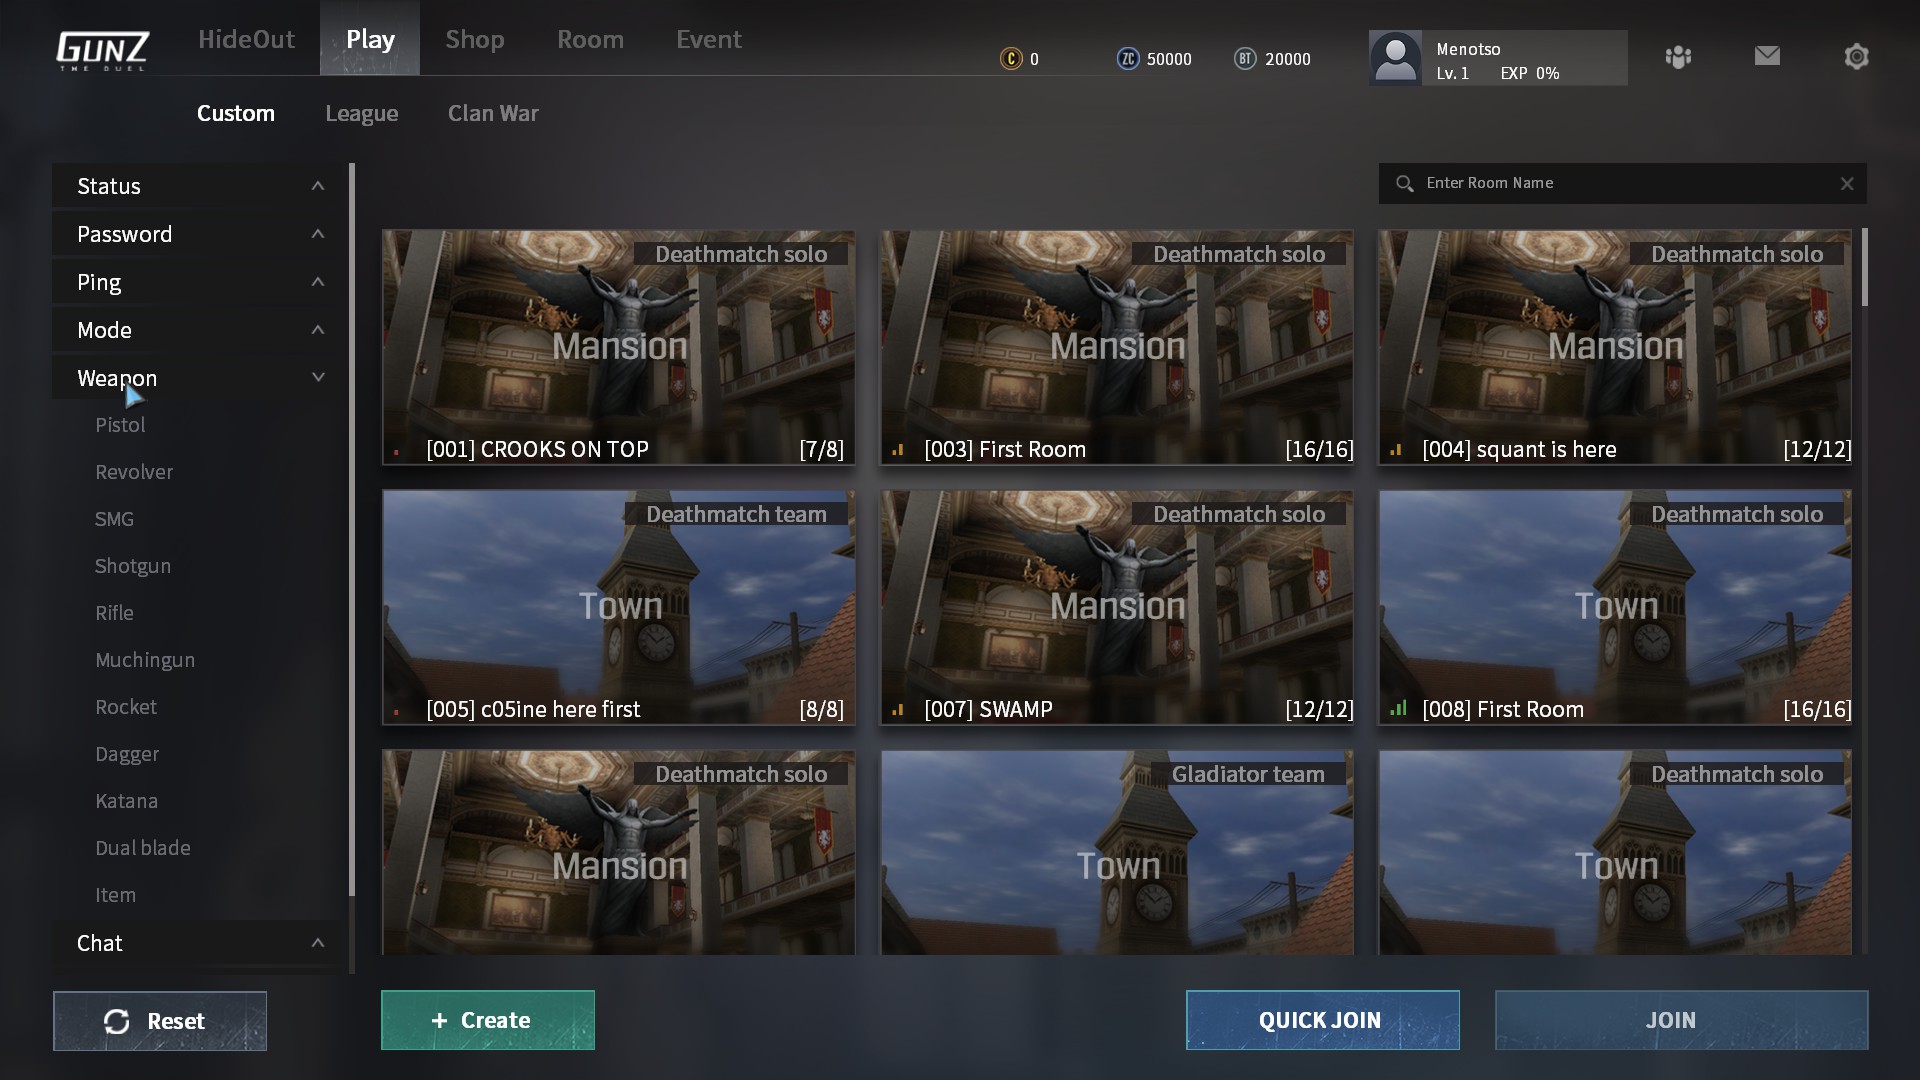 GUNZ
THE DUEL
HideOut
Play
Shop
Room
Event
C 0
ZC 50000
BT 20000
Menotso
Lv. 1 EXP 0%
Custom
League
Clan War
Status
Password
Ping
Mode
Weapon
Pistol
Revolver
SMG
Shotgun
Rifle
Muchingun
Rocket
Dagger
Katana
Dual blade
Item
Chat
Reset
Enter Room Name
Deathmatch solo
Mansion
[001] CROOKS ON TOP [7/8]
Deathmatch solo
Mansion
[003] First Room [16/16]
Deathmatch solo
Mansion
[004] squant is here [12/12]
Deathmatch team
Town
[005] c05ine here first [8/8]
Deathmatch solo
Mansion
[007] SWAMP [12/12]
Deathmatch solo
Town
[008] First Room [16/16]
Deathmatch solo
Mansion
Gladiator team
Town
Deathmatch solo
Town
+ Create
QUICK JOIN
JOIN